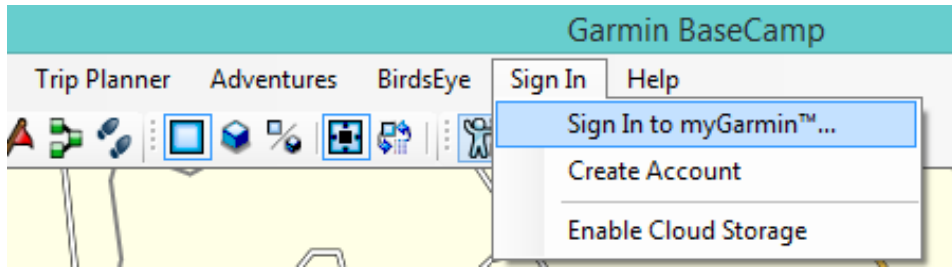 Garmin BaseCamp
Trip Planner Adventures BirdsEye Sign In Help
Sign In to myGarmin™...
Create Account
Enable Cloud Storage